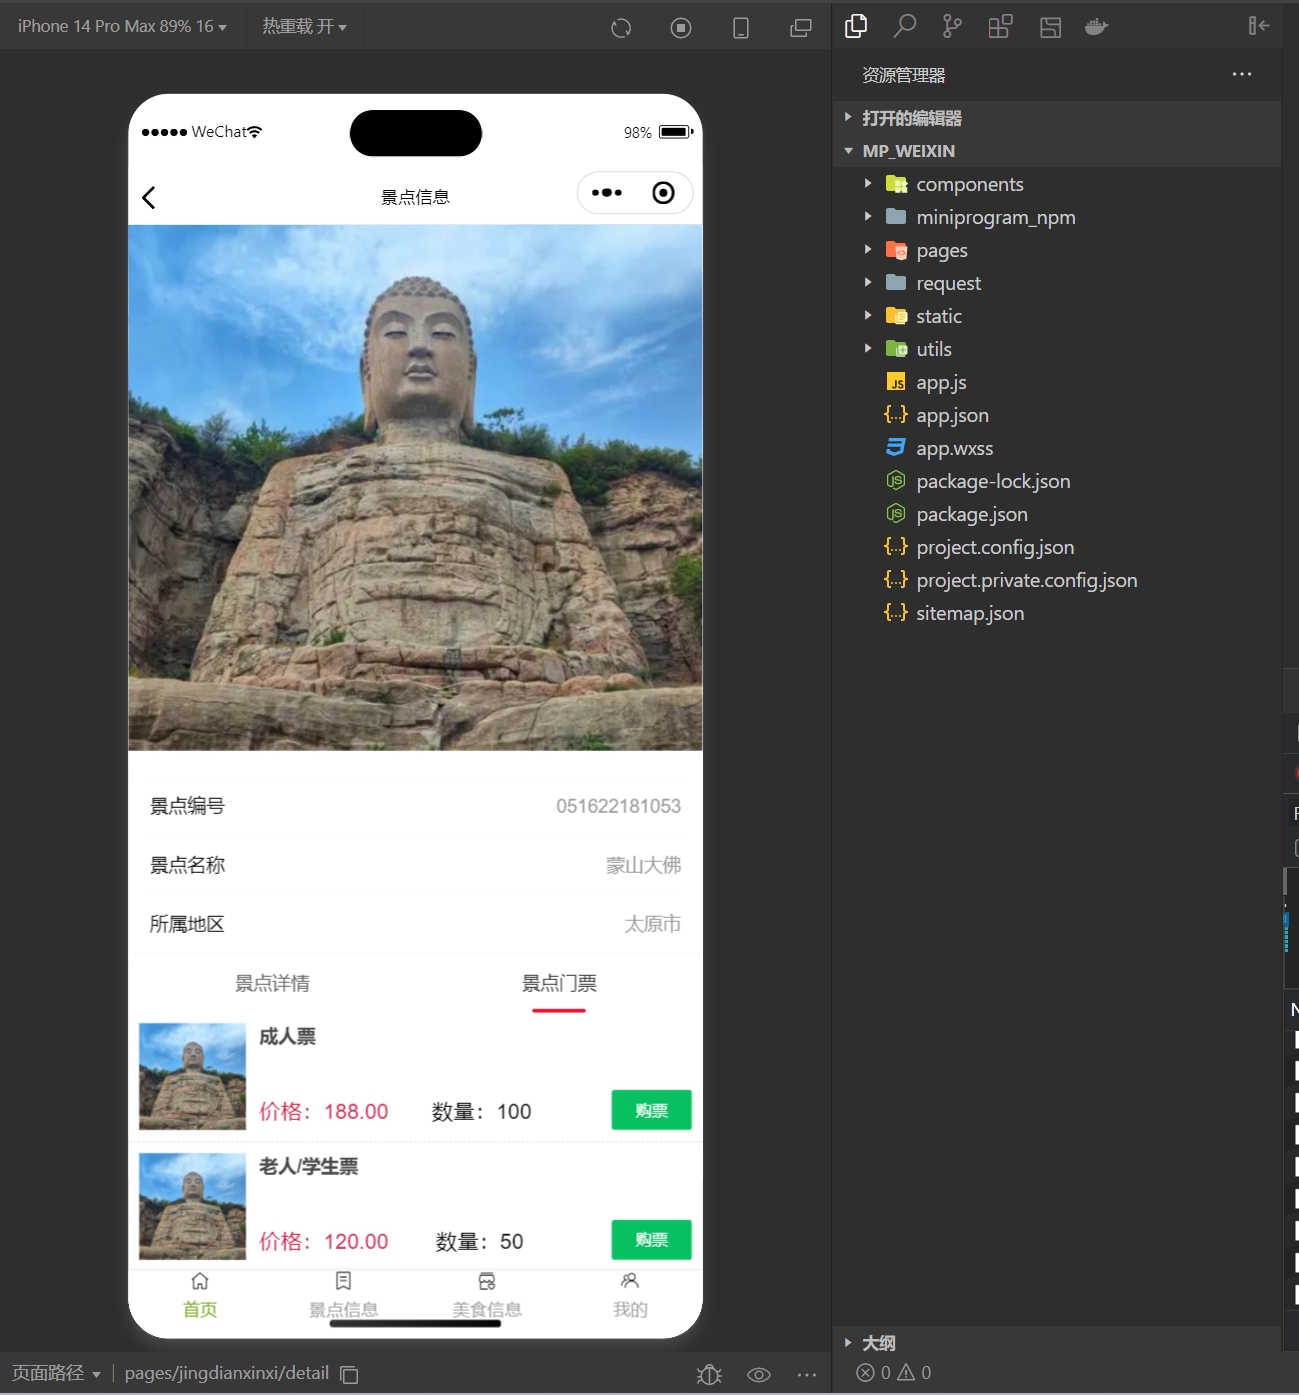 iPhone 14 Pro Max 89% 16
热重载 开
WeChat
98%
景点信息
景点编号
051622181053
景点名称
蒙山大佛
所属地区
太原市
景点详情
景点门票
成人票
价格：188.00
数量：100
购票
老人/学生票
价格：120.00
数量：50
购票
首页
景点信息
美食信息
我的
页面路径
pages/jingdianxinxi/detail
资源管理器
打开的编辑器
MP_WEIXIN
components
miniprogram_npm
pages
request
static
utils
app.js
app.json
app.wxss
package-lock.json
package.json
project.config.json
project.private.config.json
sitemap.json
大纲
0
0